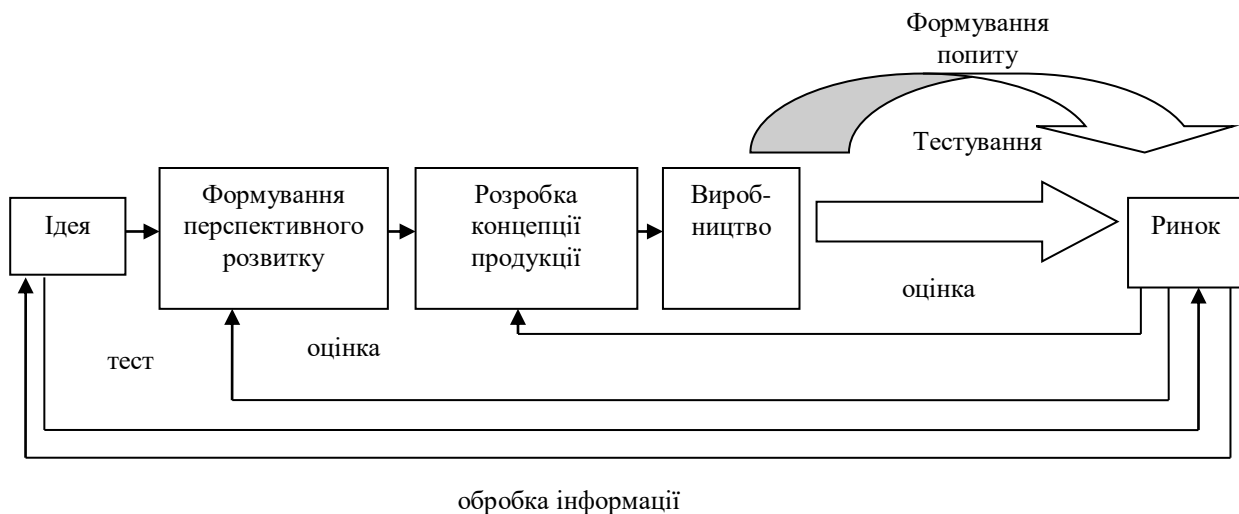 Формування
попиту
Тестування
Ідея
Формування
перспективного
розвитку
Розробка
концепції
продукції
Вироб-
ництво
Ринок
оцінка
оцінка
тест
обробка інформації